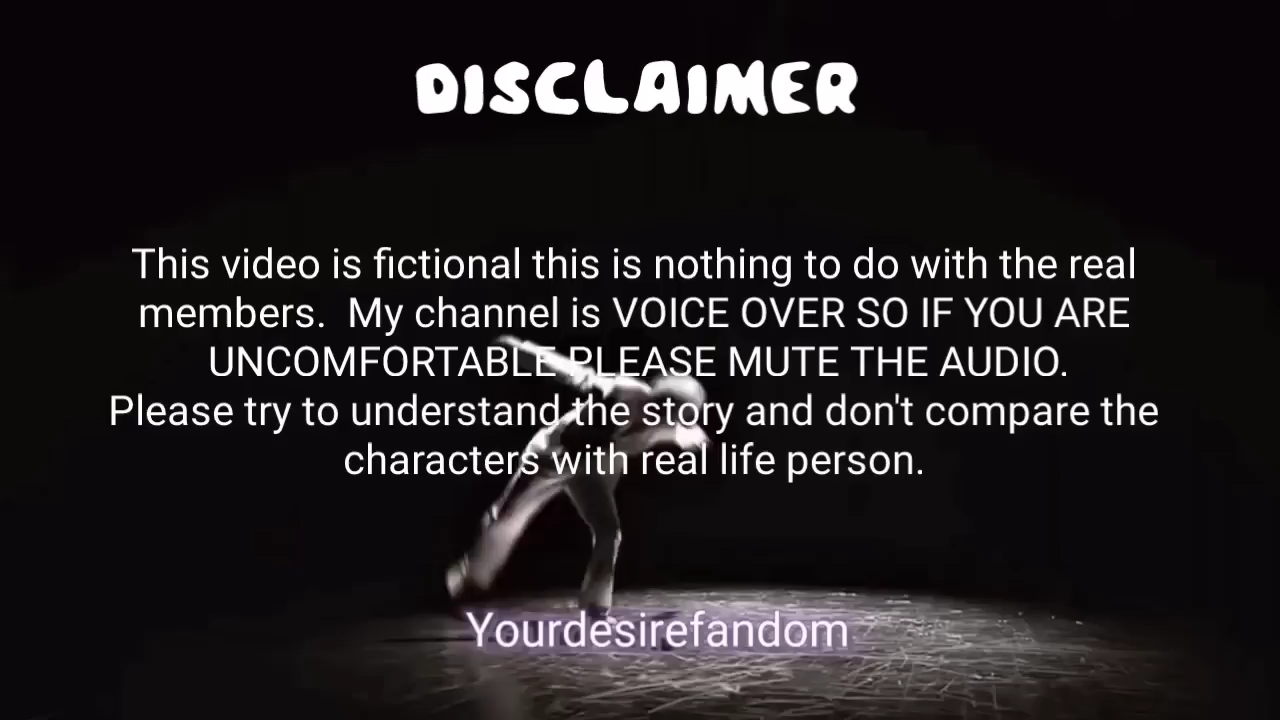 DISCLAIMER
This video is fictional this is nothing to do with the real
members.  My channel is VOICE OVER SO IF YOU ARE
UNCOMFORTABLE PLEASE MUTE THE AUDIO.
Please try to understand the story and don't compare the
characters with real life person.
Yourdesirefandom